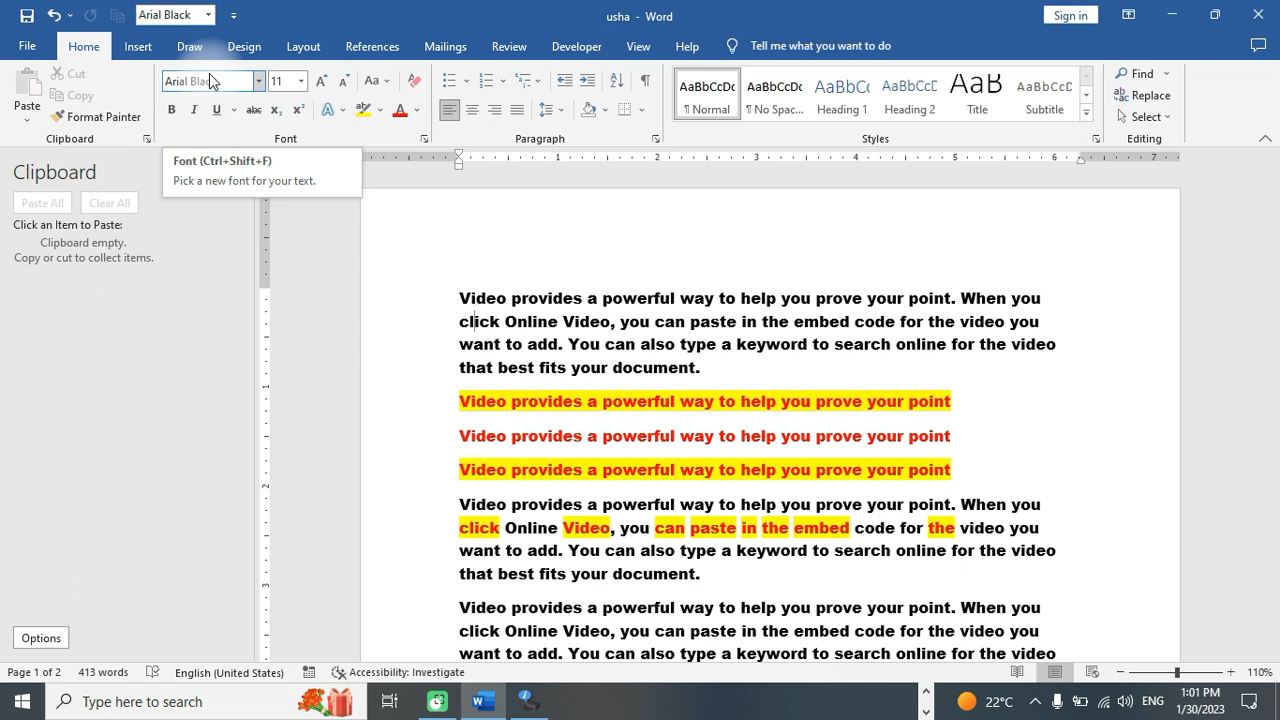 Arial Black
usha - Word
Sign in
File Home Insert Draw Design Layout References Mailings Review Developer View Help Tell me what you want to do
Paste
Cut
Copy
Format Painter
Clipboard
Arial Black 11
Font
Paragraph
AaBbCcDc AaBbCcDc AaBbCc AaBbCcD AaB AaBbCcD
¶ Normal ¶ No Spac... Heading 1 Heading 2 Title Subtitle
Styles
Find
Replace
Select
Editing
Font (Ctrl+Shift+F)
Pick a new font for your text.
Clipboard
Paste All Clear All
Click an Item to Paste:
Clipboard empty.
Copy or cut to collect items.
Options
1 2 3 4 5 6 7
1
2
3
Video provides a powerful way to help you prove your point. When you
click Online Video, you can paste in the embed code for the video you
want to add. You can also type a keyword to search online for the video
that best fits your document.
Video provides a powerful way to help you prove your point
Video provides a powerful way to help you prove your point
Video provides a powerful way to help you prove your point
Video provides a powerful way to help you prove your point. When you
click Online Video, you can paste in the embed code for the video you
want to add. You can also type a keyword to search online for the video
that best fits your document.
Video provides a powerful way to help you prove your point. When you
click Online Video, you can paste in the embed code for the video you
want to add. You can also type a keyword to search online for the video
Page 1 of 2 413 words English (United States) Accessibility: Investigate 110%
Type here to search
22°C
ENG
1:01 PM
1/30/2023